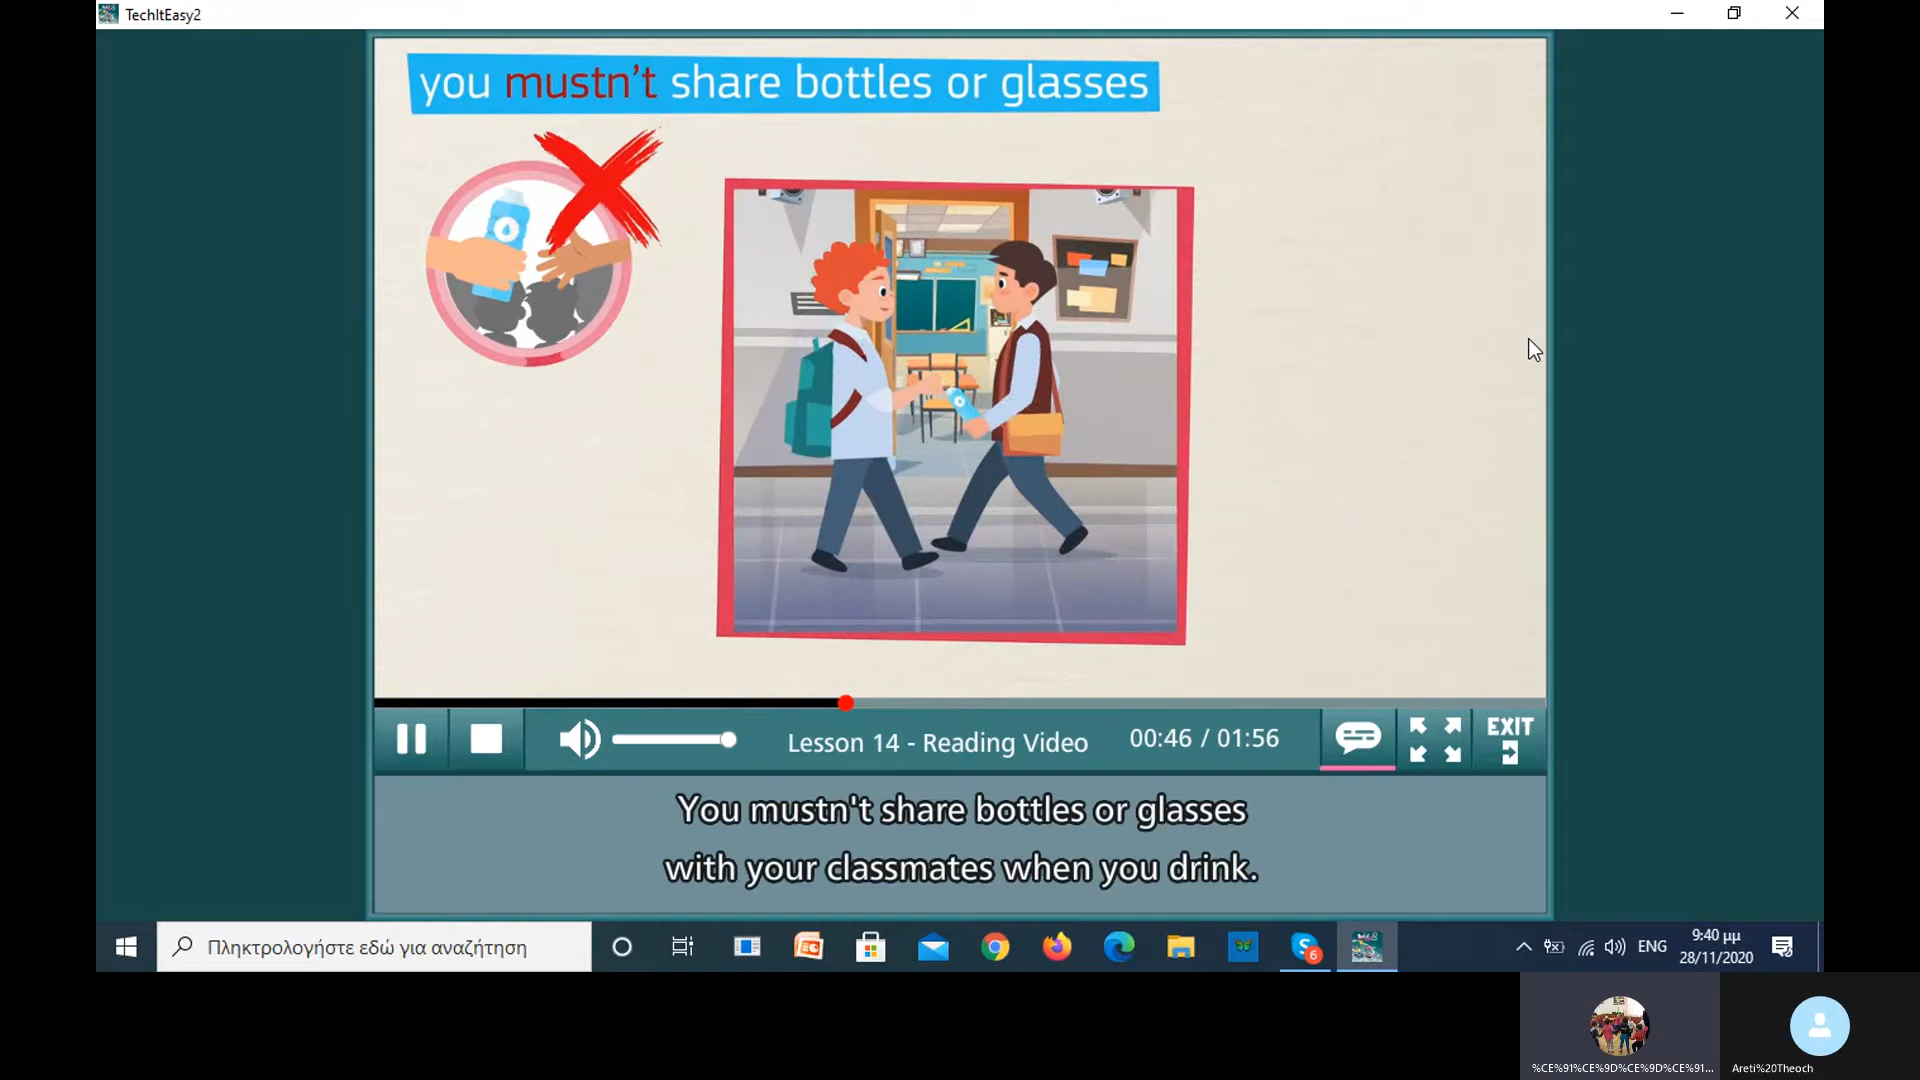 TechItEasy2
you mustn't share bottles or glasses
Lesson 14 - Reading Video
00:46 / 01:56
EXIT
You mustn't share bottles or glasses
with your classmates when you drink.
Πληκτρολογήστε εδώ για αναζήτηση
6
ENG
9:40 μμ
28/11/2020
%CE%91%CE%9D%CE%9D%CE%91...
Areti%20Theoch